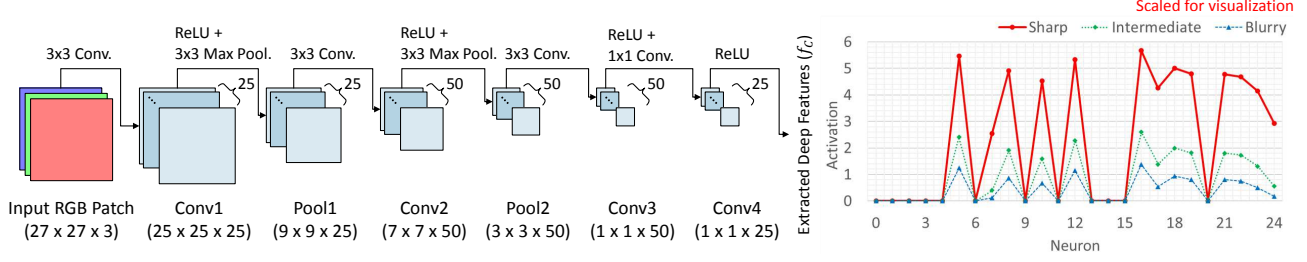 ReLU +
3x3 Conv. 3x3 Max Pool.
3x3 Conv.
ReLU +
3x3 Max Pool.
3x3 Conv.
ReLU +
1x1 Conv.
ReLU
25
25
50
50
50
25
Input RGB Patch
(27 x 27 x 3)
Conv1
(25 x 25 x 25)
Pool1
(9 x 9 x 25)
Conv2
(7 x 7 x 50)
Pool2
(3 x 3 x 50)
Conv3
(1 x 1 x 50)
Conv4
(1 x 1 x 25)
Extracted Deep Features (f_C)
Scaled for visualization
Sharp Intermediate Blurry
Activation
6
5
4
3
2
1
0
0 3 6 9 12 15 18 21 24
Neuron